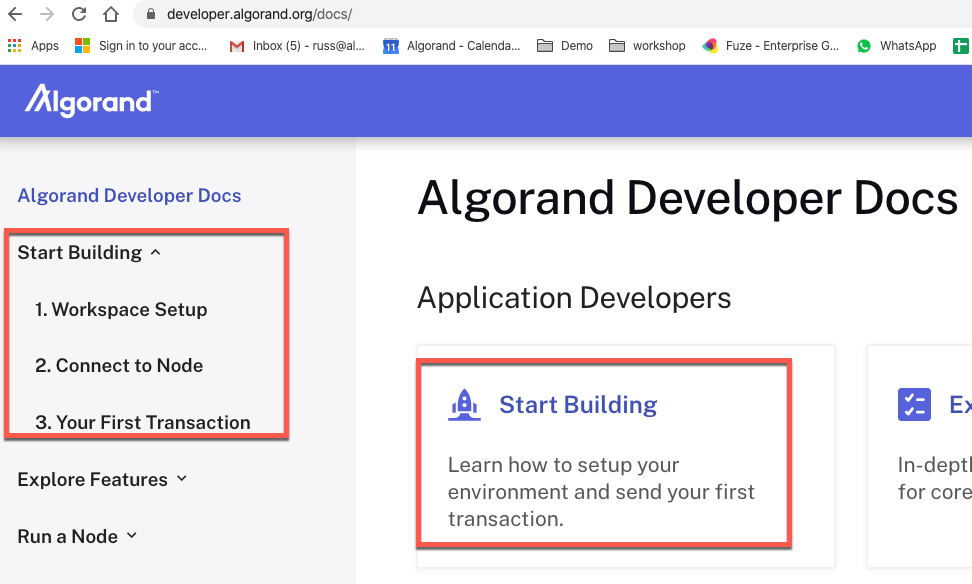 developer.algorand.org/docs/
Apps
Sign in to your acc...
Inbox (5) - russ@al...
11
Algorand - Calenda...
Demo
workshop
Fuze - Enterprise G...
WhatsApp
Algorand™
Algorand Developer Docs
Start Building
1. Workspace Setup
2. Connect to Node
3. Your First Transaction
Explore Features
Run a Node
Algorand Developer Docs
Application Developers
Start Building
Learn how to setup your
environment and send your first
transaction.
Ex
In-depth
for core